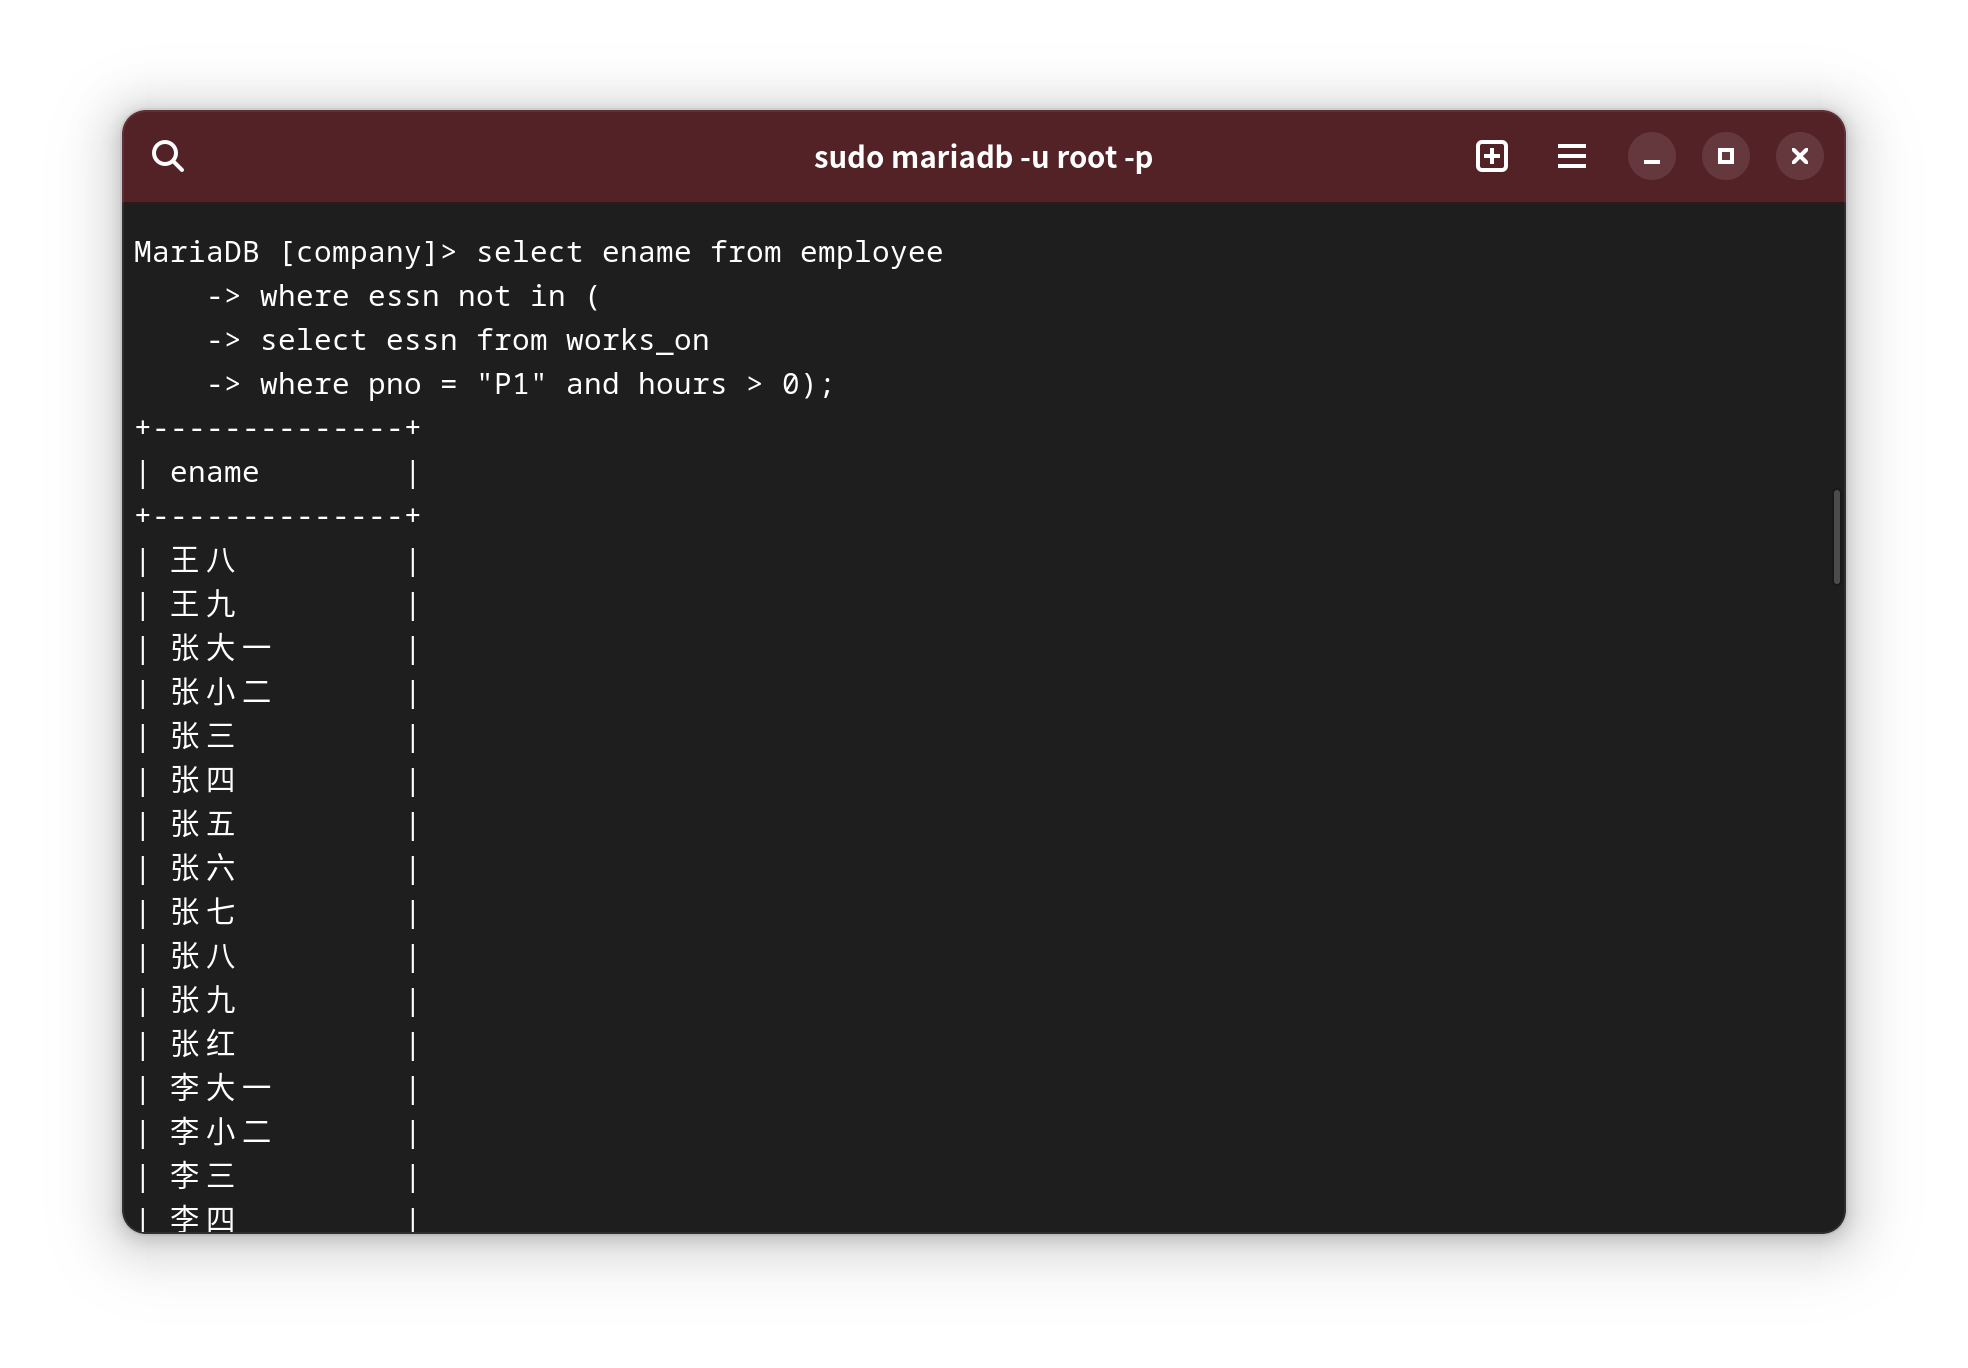 sudo mariadb -u root -p
MariaDB [company]> select ename from employee
    -> where essn not in (
    -> select essn from works_on
    -> where pno = "P1" and hours > 0);
+--------------+
| ename        |
+--------------+
| 王八         |
| 王九         |
| 张大一       |
| 张小二       |
| 张三         |
| 张四         |
| 张五         |
| 张六         |
| 张七         |
| 张八         |
| 张九         |
| 张红         |
| 李大一       |
| 李小二       |
| 李三         |
| 李四         |